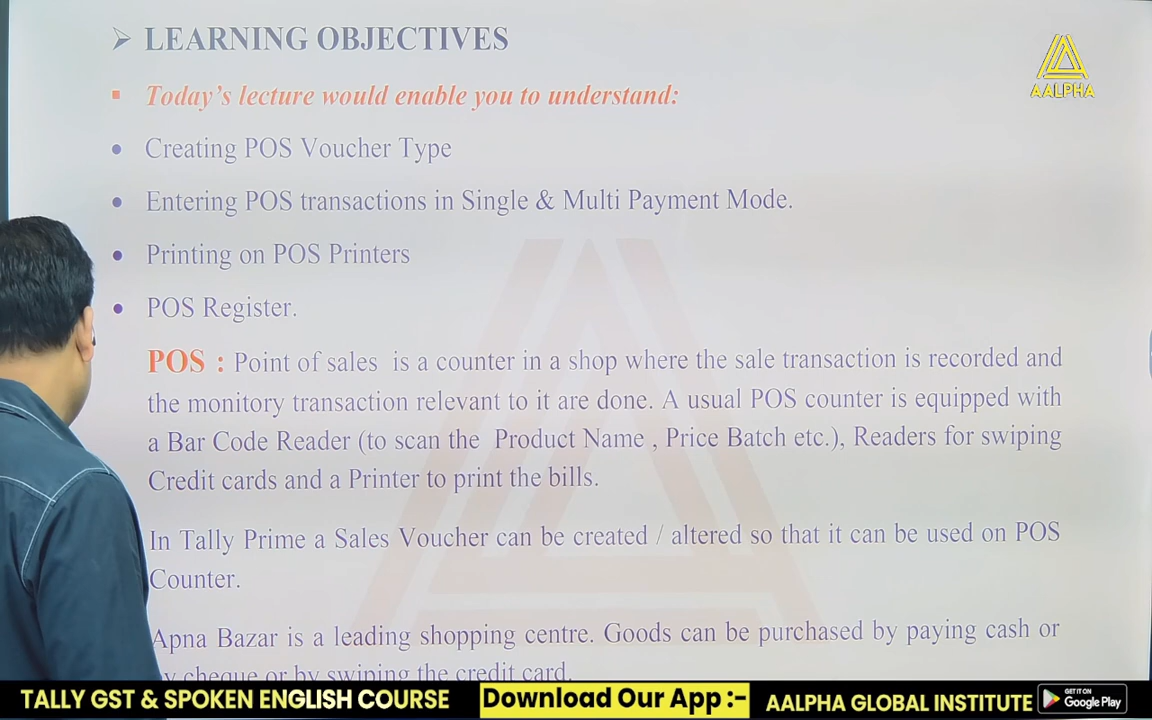 ➢ LEARNING OBJECTIVES
AALPHA
▪ Today's lecture would enable you to understand:
• Creating POS Voucher Type
• Entering POS transactions in Single & Multi Payment Mode.
• Printing on POS Printers
• POS Register.
POS : Point of sales is a counter in a shop where the sale transaction is recorded and
the monitory transaction relevant to it are done. A usual POS counter is equipped with
a Bar Code Reader (to scan the Product Name , Price Batch etc.), Readers for swiping
Credit cards and a Printer to print the bills.
In Tally Prime a Sales Voucher can be created / altered so that it can be used on POS
Counter.
Apna Bazar is a leading shopping centre. Goods can be purchased by paying cash or
cheque or by swiping the credit card.
TALLY GST & SPOKEN ENGLISH COURSE Download Our App :- AALPHA GLOBAL INSTITUTE
GET IT ON
Google Play